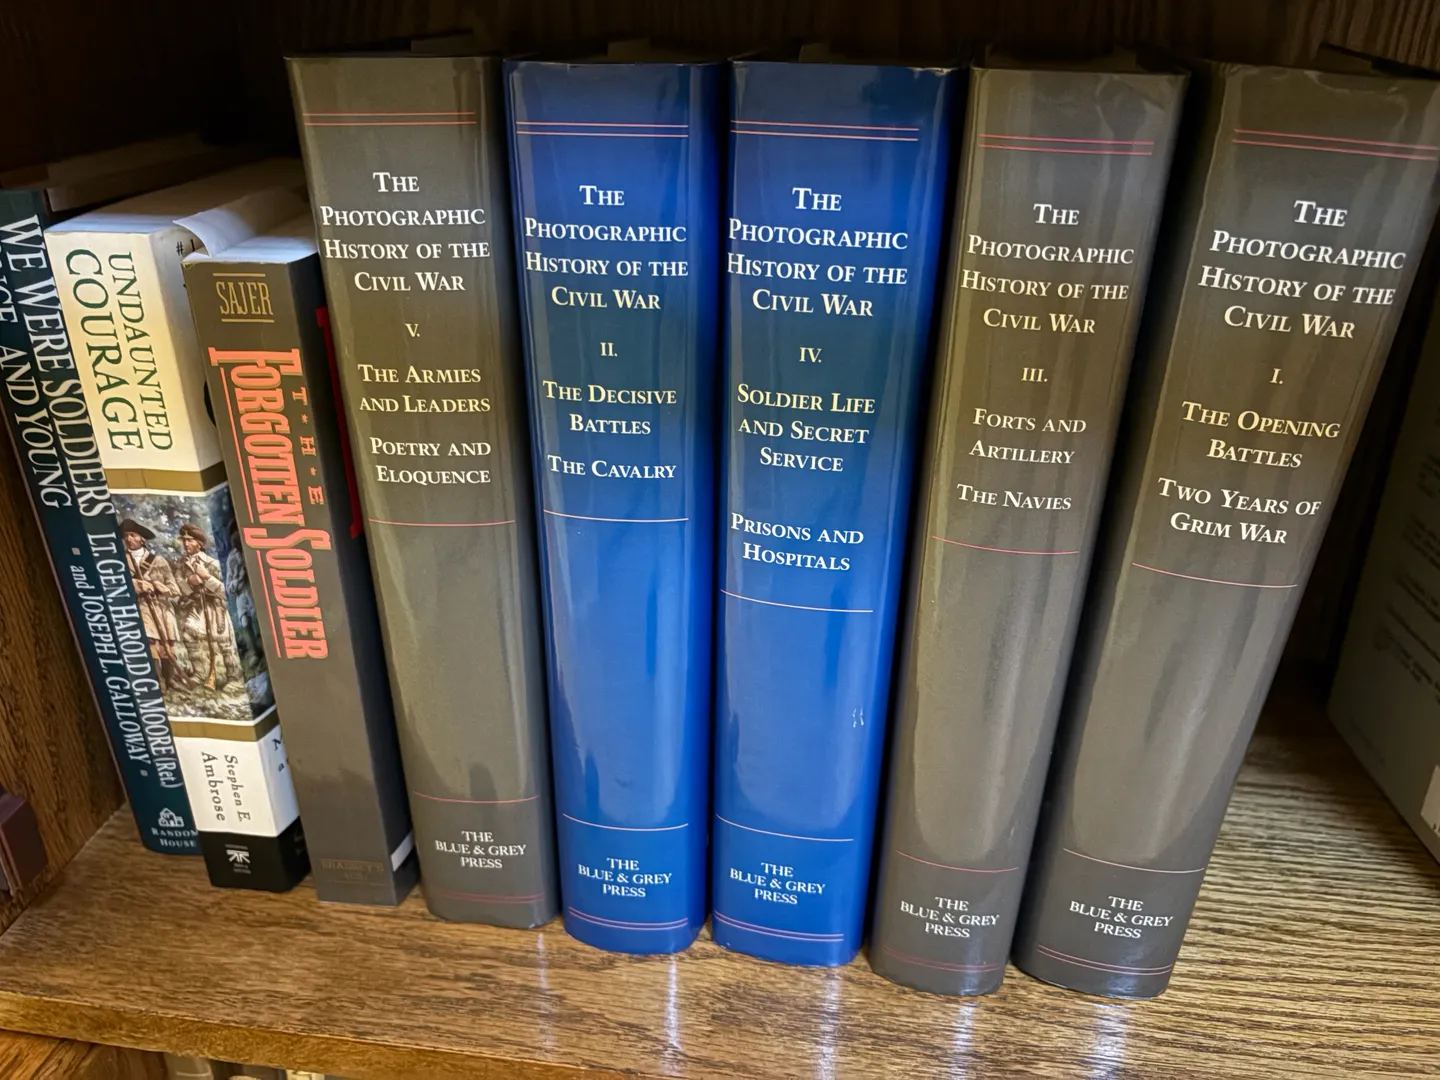 WE WERE SOLDIERS
AND YOUNG
LT. GEN. HAROLD G. MOORE (Ret.)
and JOSEPH L. GALLOWAY
RANDOM
HOUSE
UNDAUNTED
COURAGE
Stephen E.
Ambrose
SAJER
T·H·E
FORGOTTEN SOLDIER
THE
PHOTOGRAPHIC
HISTORY OF THE
CIVIL WAR
V.
THE ARMIES
AND LEADERS
POETRY AND
ELOQUENCE
THE
BLUE & GREY
PRESS
THE
PHOTOGRAPHIC
HISTORY OF THE
CIVIL WAR
II.
THE DECISIVE
BATTLES
THE CAVALRY
THE
BLUE & GREY
PRESS
THE
PHOTOGRAPHIC
HISTORY OF THE
CIVIL WAR
IV.
SOLDIER LIFE
AND SECRET
SERVICE
PRISONS AND
HOSPITALS
THE
BLUE & GREY
PRESS
THE
PHOTOGRAPHIC
HISTORY OF THE
CIVIL WAR
III.
FORTS AND
ARTILLERY
THE NAVIES
THE
BLUE & GREY
PRESS
THE
PHOTOGRAPHIC
HISTORY OF THE
CIVIL WAR
I.
THE OPENING
BATTLES
TWO YEARS OF
GRIM WAR
THE
BLUE & GREY
PRESS